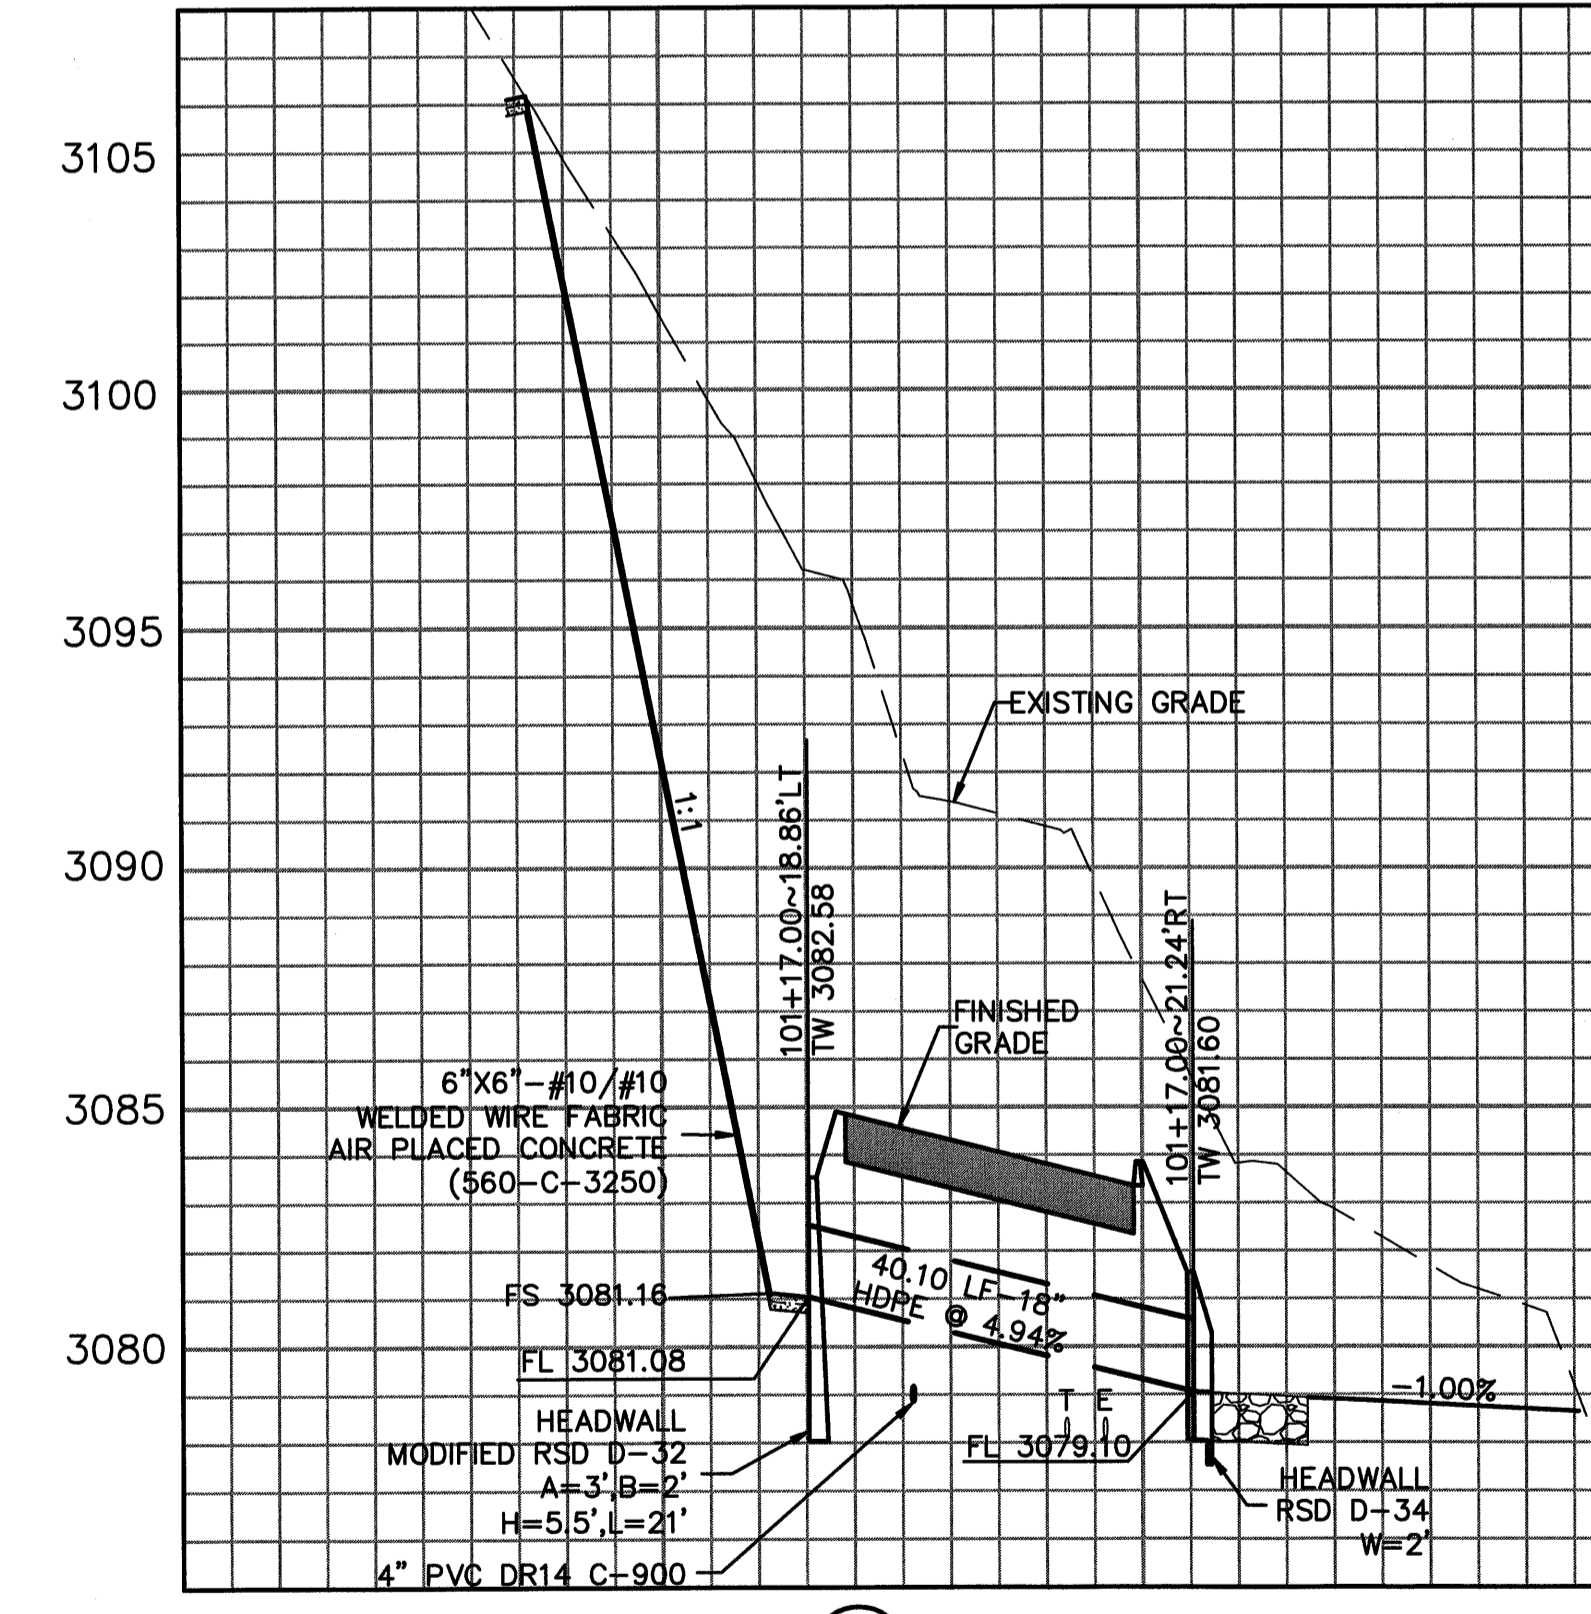 3105
3100
3095
EXISTING GRADE
1:1
101+17.00~18.86'LT
TW 3082.58
3090
101+17.00~21.24'RT
TW 3081.60
FINISHED
GRADE
6"X6"-#10/#10
WELDED WIRE FABRIC
AIR PLACED CONCRETE
(560-C-3250)
3085
40.10 LF-18"
HDPE @ 4.94%
FS 3081.16
3080
FL 3081.08
-1.00%
T E
HEADWALL
MODIFIED RSD D-32
A=3',B=2'
H=5.5',L=21'
FL 3079.10
HEADWALL
RSD D-34
W=2'
4" PVC DR14 C-900